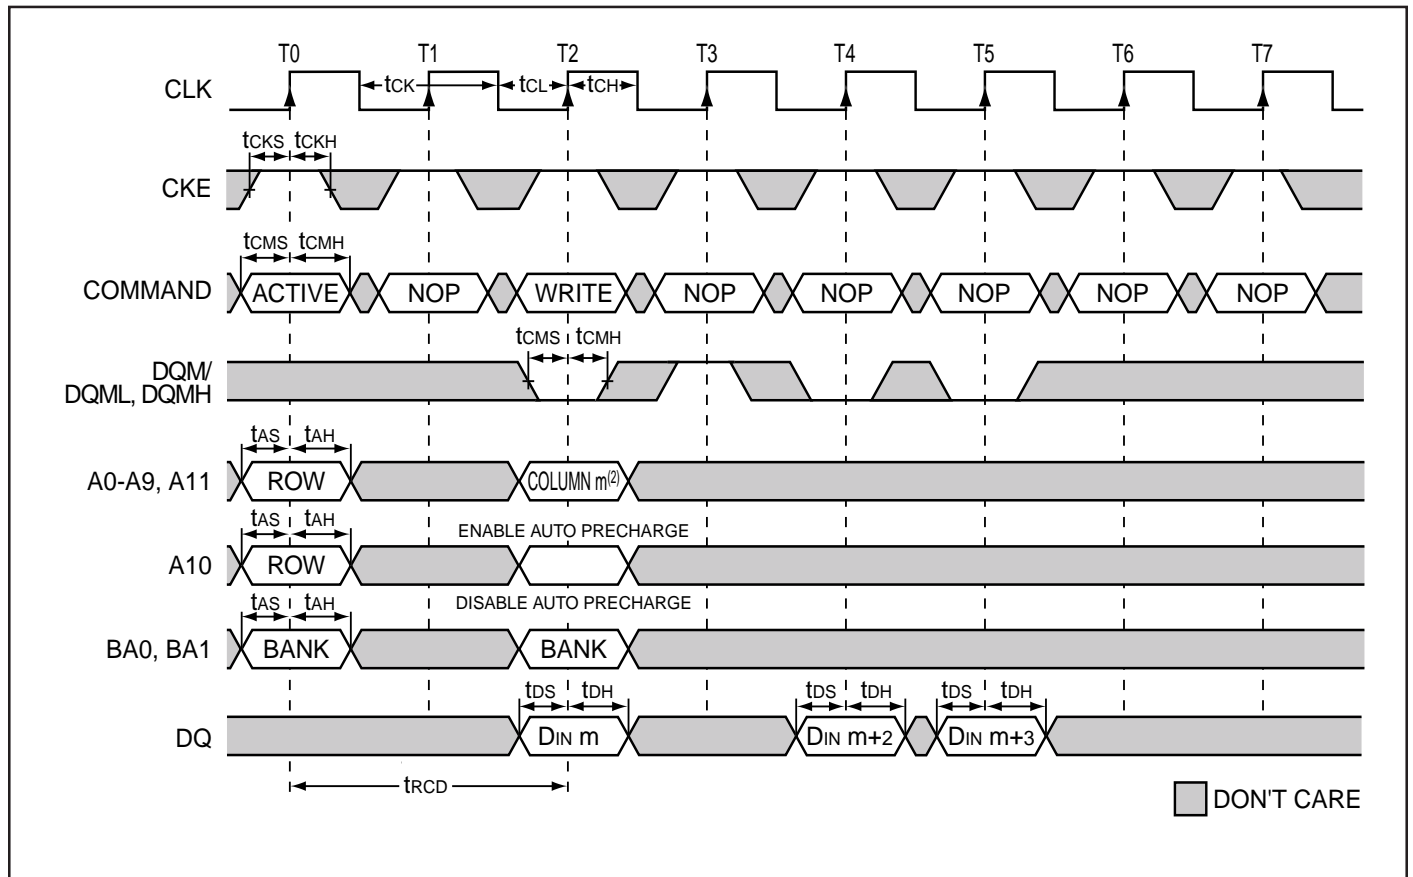 T0 T1 T2 T3 T4 T5 T6 T7
CLK tCK tCL tCH
tCKS tCKH
CKE
tCMS tCMH
COMMAND ACTIVE NOP WRITE NOP NOP NOP NOP NOP
tCMS tCMH
DQM/
DQML, DQMH
tAS tAH
A0-A9, A11 ROW COLUMN m(2)
tAS tAH ENABLE AUTO PRECHARGE
A10 ROW
tAS tAH DISABLE AUTO PRECHARGE
BA0, BA1 BANK BANK
tDS tDH tDS tDH tDS tDH
DQ DIN m DIN m+2 DIN m+3
tRCD
DON'T CARE